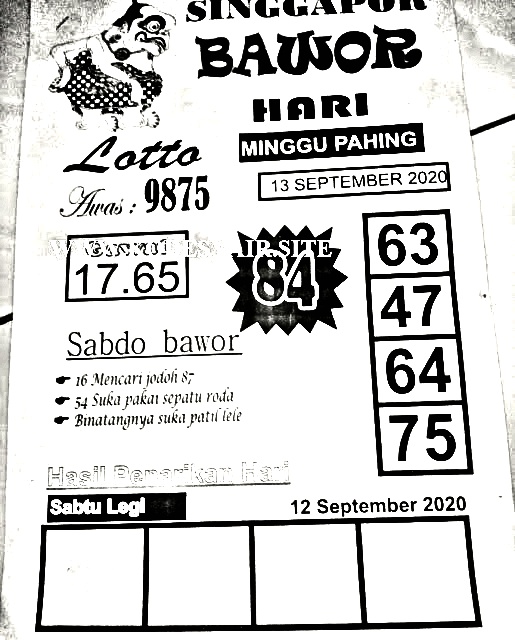 SINGGAPUR
BAWOR
HARI
MINGGU PAHING
13 SEPTEMBER 2020
Lotto
Awas : 9875
17.65
84
63
47
64
75
Sabdo bawor
16 Mencari jodoh 87
54 Suka pakai sepatu roda
Binatangnya suka patil lele
Hasil Penarikan Hari
Sabtu Legi
12 September 2020